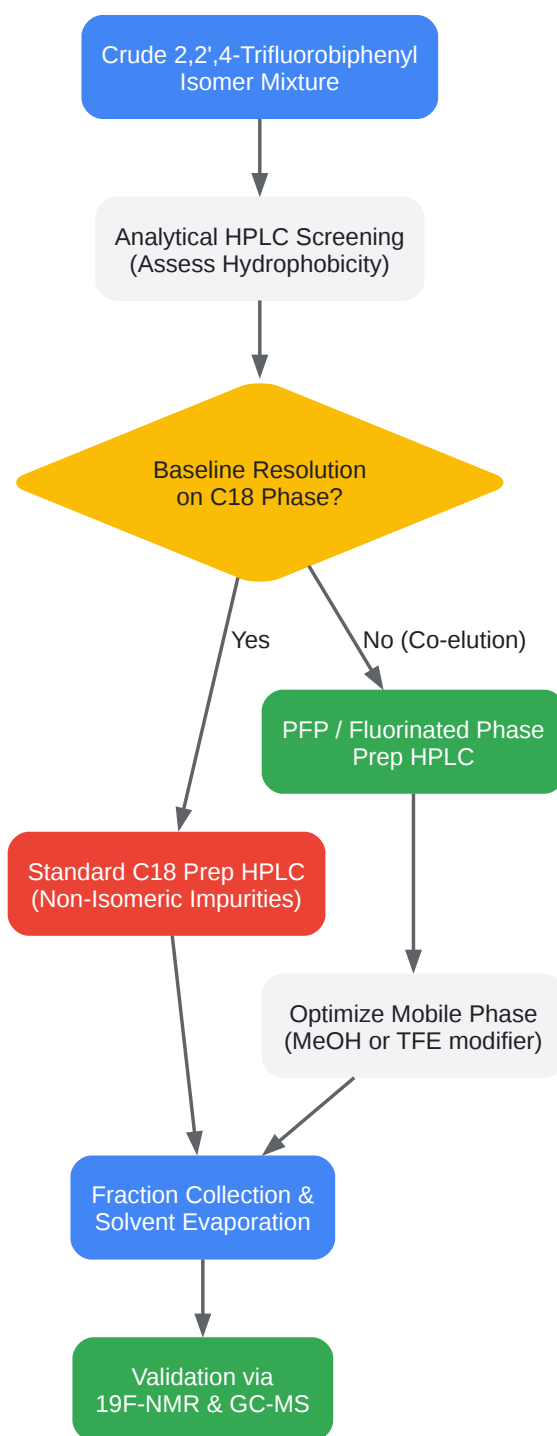 Crude 2,2',4-Trifluorobiphenyl
Isomer Mixture
Analytical HPLC Screening
(Assess Hydrophobicity)
Baseline Resolution
on C18 Phase?
Yes
No (Co-elution)
PFP / Fluorinated Phase
Prep HPLC
Standard C18 Prep HPLC
(Non-Isomeric Impurities)
Optimize Mobile Phase
(MeOH or TFE modifier)
Fraction Collection &
Solvent Evaporation
Validation via
19F-NMR & GC-MS